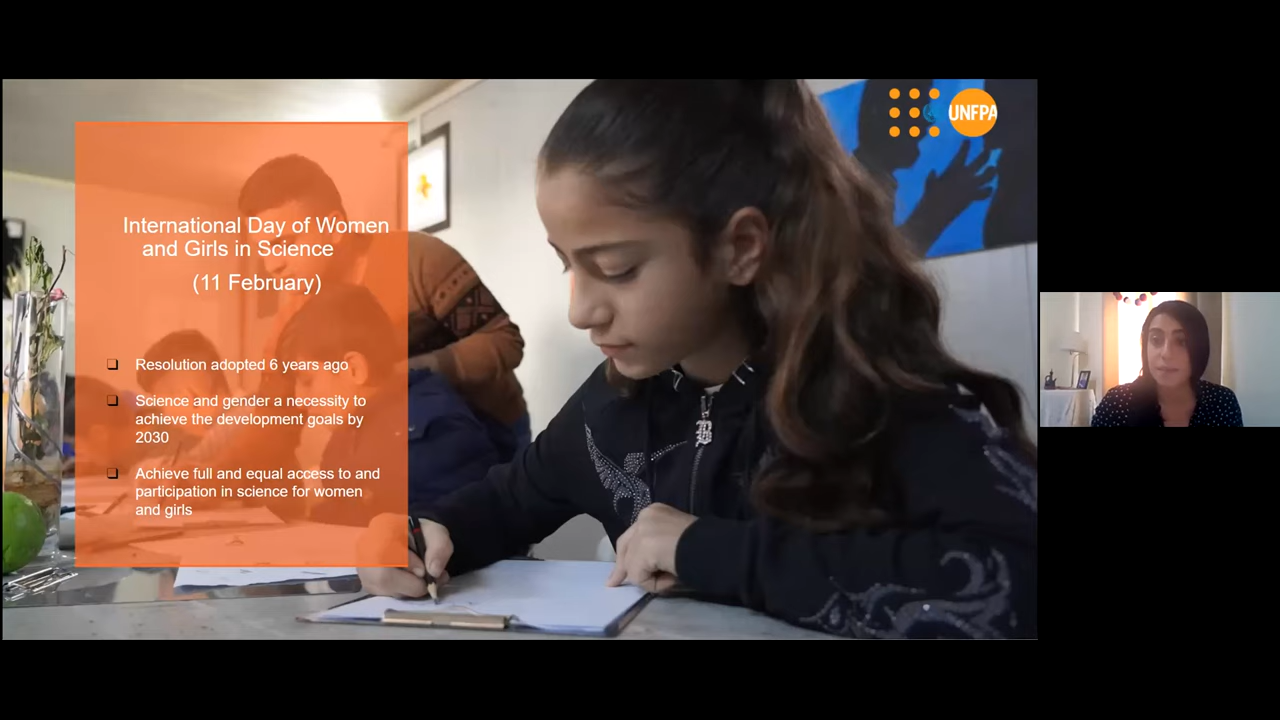 UNFPA
International Day of Women
and Girls in Science
(11 February)
Resolution adopted 6 years ago
Science and gender a necessity to
achieve the development goals by
2030
Achieve full and equal access to and
participation in science for women
and girls
B